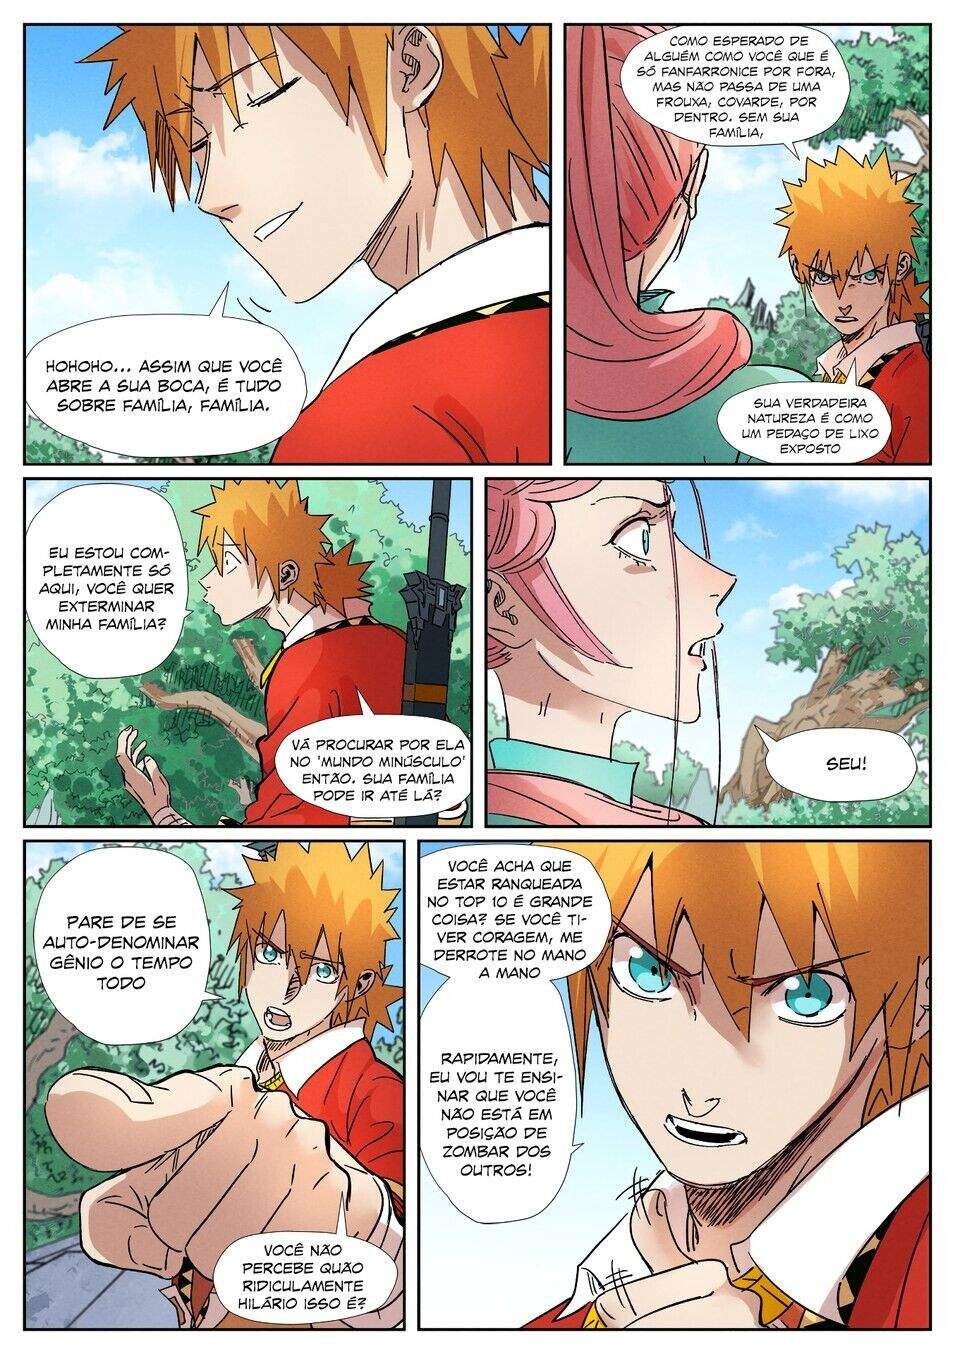 HOHOHO... ASSIM QUE VOCÊ
ABRE A SUA BOCA, É TUDO
SOBRE FAMÍLIA, FAMÍLIA.
COMO ESPERADO DE
ALGUÉM COMO VOCÊ QUE É
SÓ FANFARRONICE POR FORA,
MAS NÃO PASSA DE UMA
FROUXA, COVARDE, POR
DENTRO. SEM SUA
FAMÍLIA,
SUA VERDADEIRA
NATUREZA É COMO
UM PEDAÇO DE LIXO
EXPOSTO
EU ESTOU COM-
PLETAMENTE SÓ
AQUI, VOCÊ QUER
EXTERMINAR
MINHA FAMÍLIA?
VÁ PROCURAR POR ELA
NO 'MUNDO MINÚSCULO'
ENTÃO. SUA FAMÍLIA
PODE IR ATÉ LÁ?
SEU!
PARE DE SE
AUTO-DENOMINAR
GÊNIO O TEMPO
TODO
VOCÊ NÃO
PERCEBE QUÃO
RIDICULAMENTE
HILÁRIO ISSO É?
VOCÊ ACHA QUE
ESTAR RANQUEADA
NO TOP 10 É GRANDE
COISA? SE VOCÊ TI-
VER CORAGEM, ME
DERROTE NO MANO
A MANO
RAPIDAMENTE,
EU VOU TE ENSI-
NAR QUE VOCÊ
NÃO ESTÁ EM
POSIÇÃO DE
ZOMBAR DOS
OUTROS!